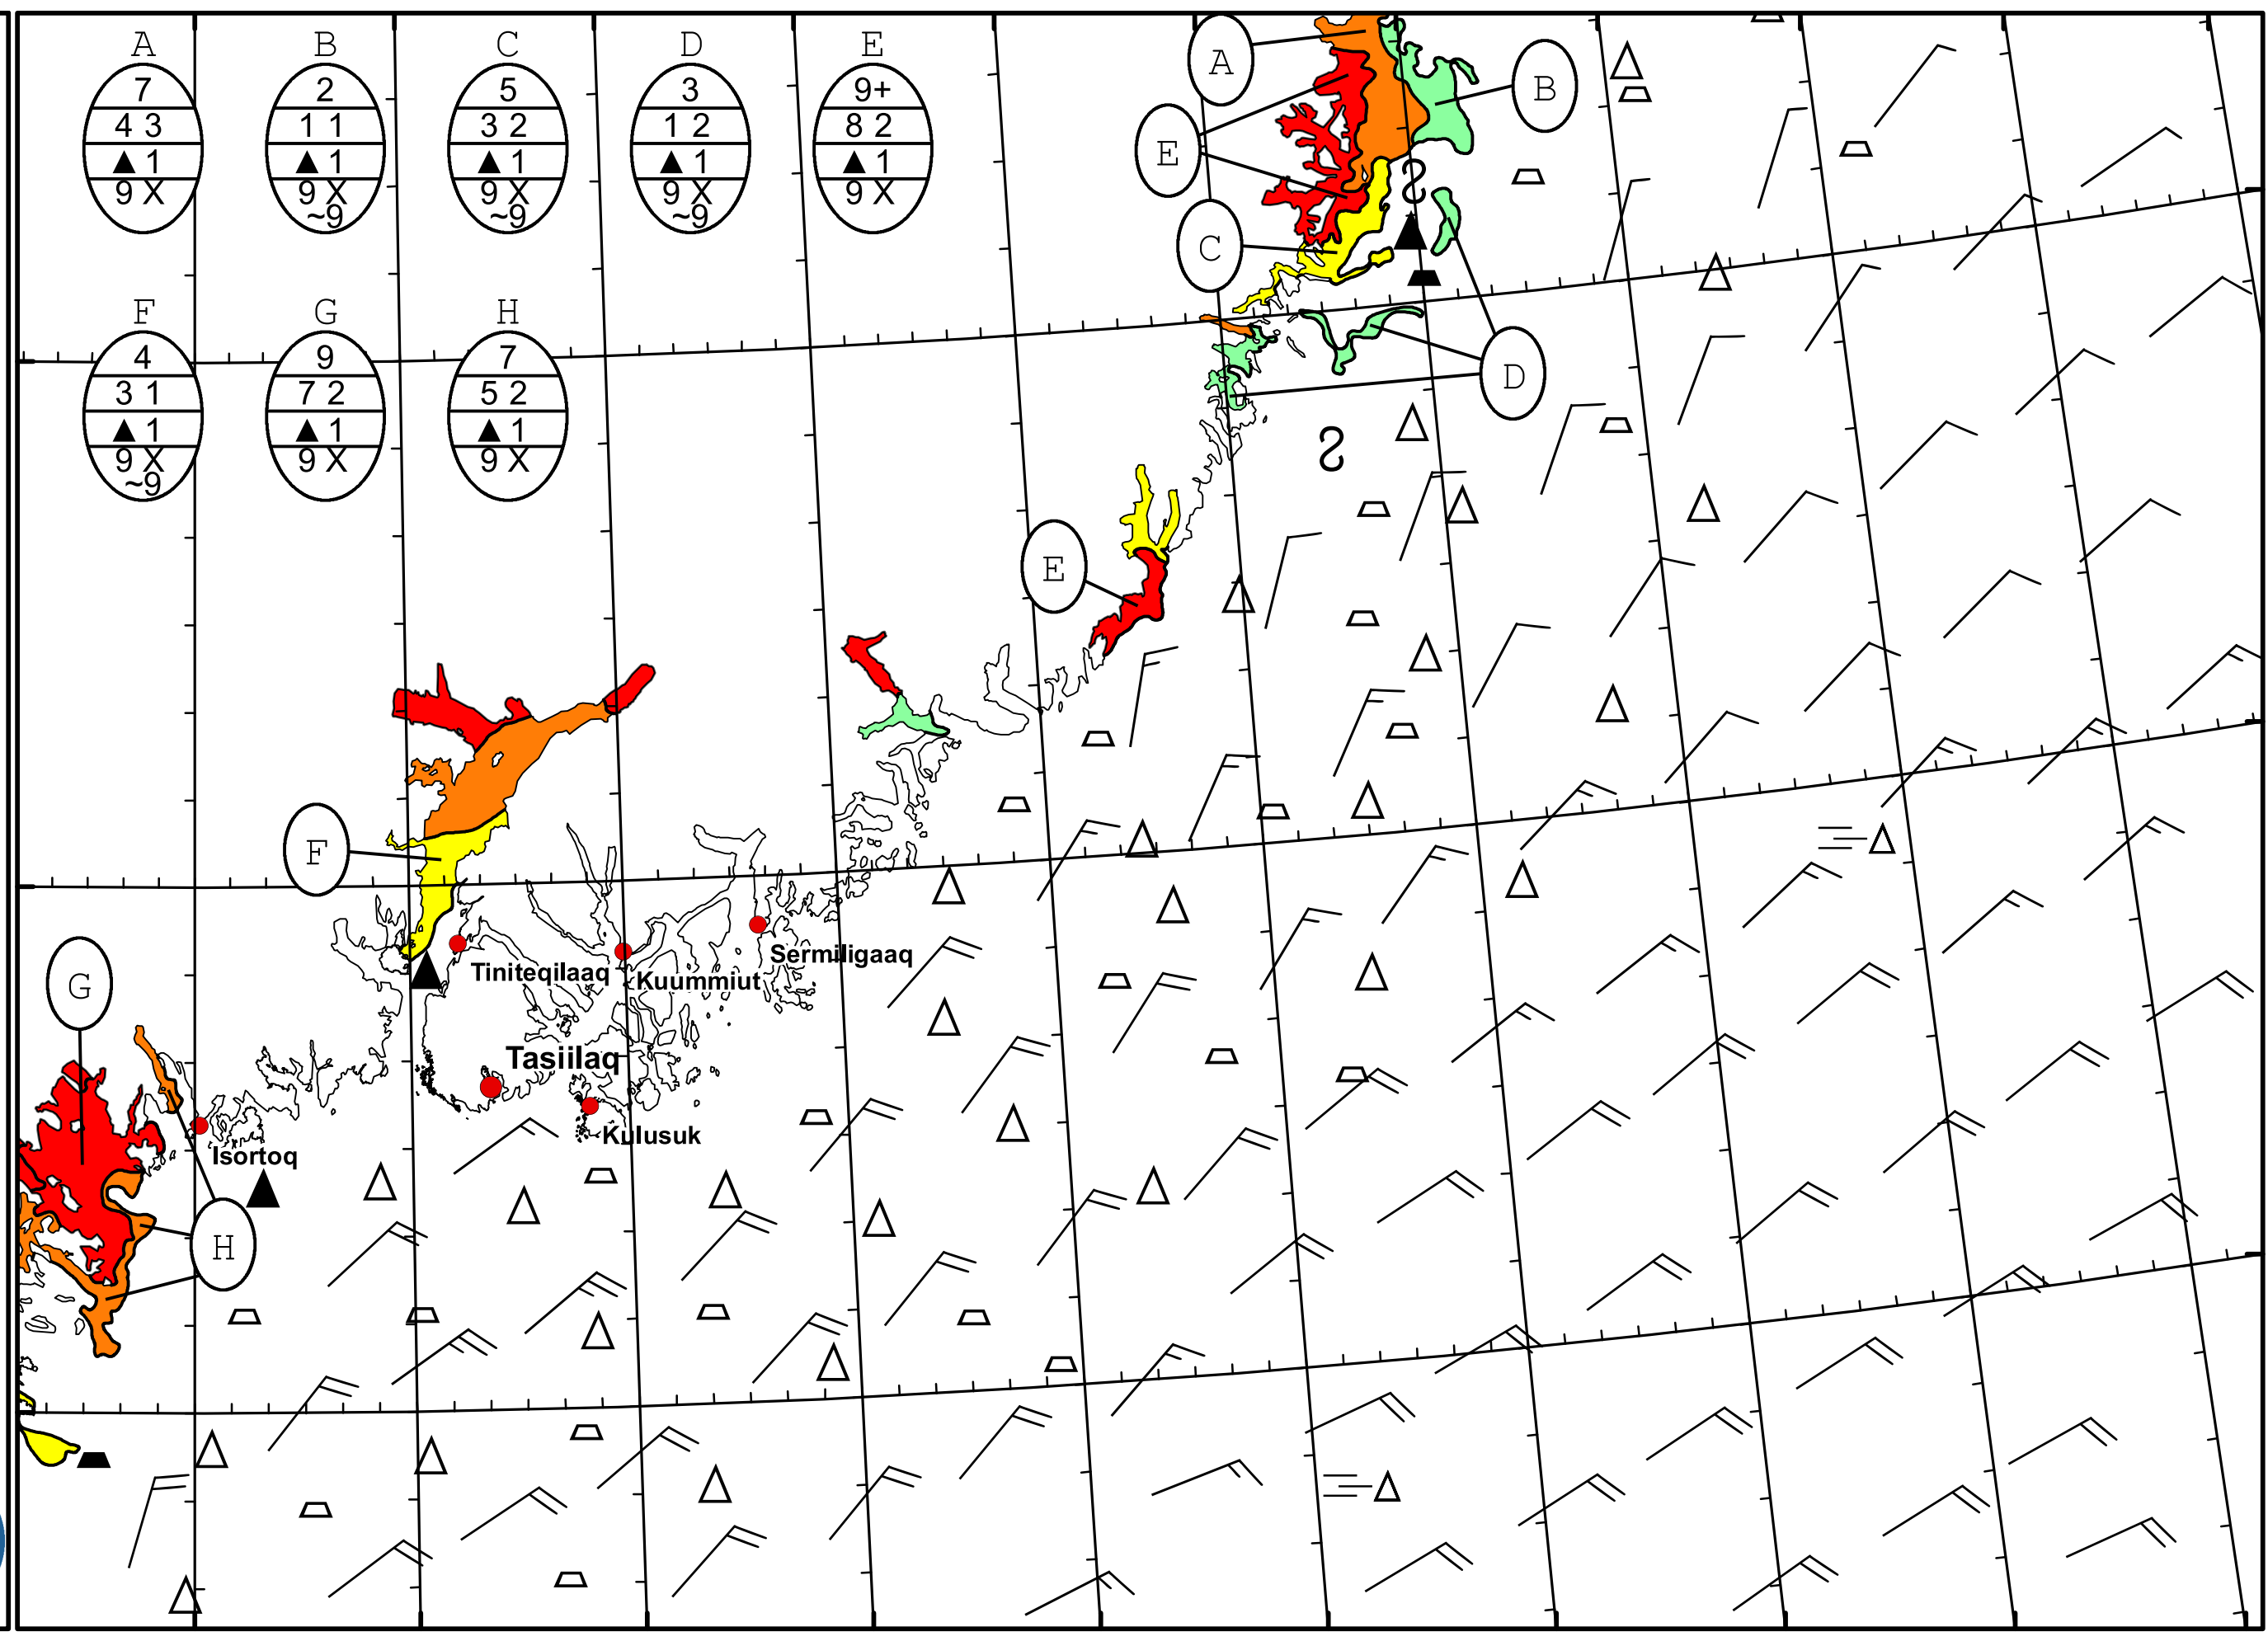 A B C D E
7 2 5 3 9+
4 3 1 1 3 2 1 2 8 2
▲ 1 ▲ 1 ▲ 1 ▲ 1 ▲ 1
9 X 9 X 9 X 9 X 9 X
~9 ~9 ~9
F G H
4 9 7
3 1 7 2 5 2
▲ 1 ▲ 1 ▲ 1
9 X 9 X 9 X
~9
A
B
E
C
D
E
F
Sermiligaaq
Tiniteqilaaq
Kuummiut
G
Tasiilaq
Kulusuk
Isortoq
H